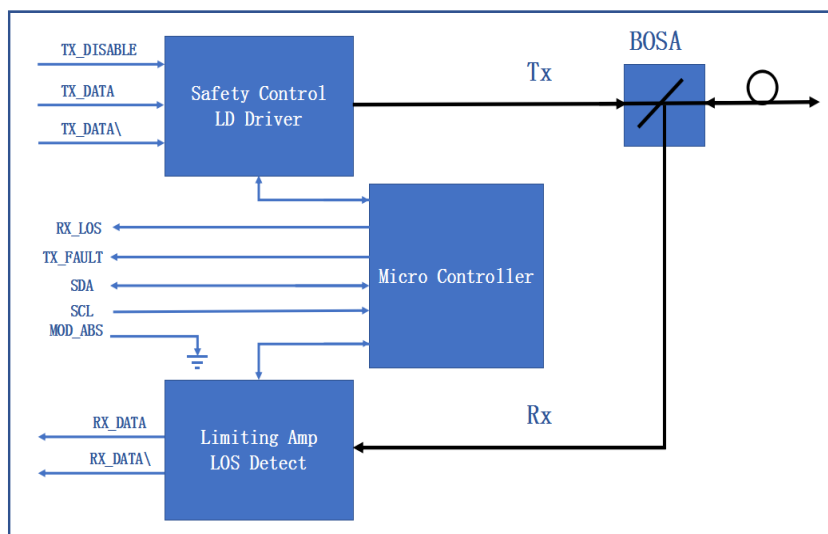 TX_DISABLE
TX_DATA
TX_DATA\
Safety Control
LD Driver
Tx
BOSA
RX_LOS
TX_FAULT
SDA
SCL
MOD_ABS
Micro Controller
RX_DATA
RX_DATA\
Limiting Amp
LOS Detect
Rx